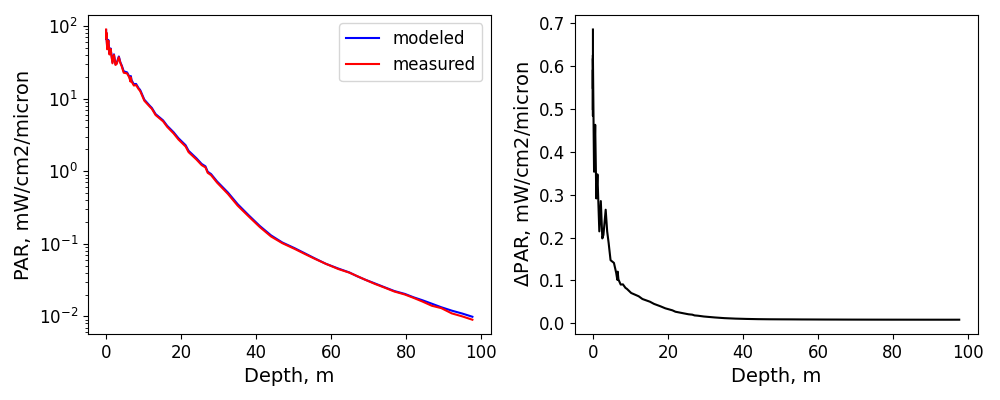 PAR, mW/cm2/micron
10²
10¹
10⁰
10⁻¹
10⁻²
modeled
measured
0 20 40 60 80 100
Depth, m
ΔPAR, mW/cm2/micron
0.7
0.6
0.5
0.4
0.3
0.2
0.1
0.0
0 20 40 60 80 100
Depth, m